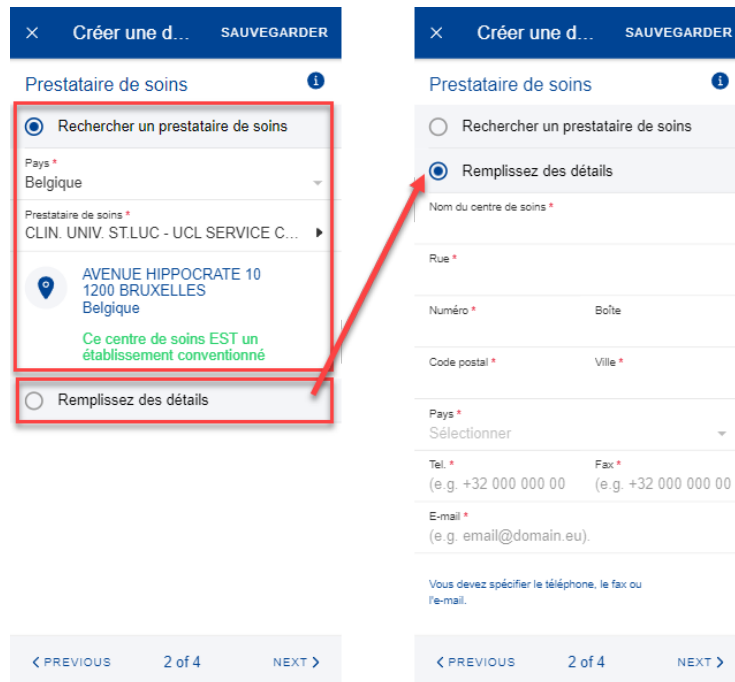 × Créer une d... SAUVEGARDER
Prestataire de soins i
Rechercher un prestataire de soins
Pays *
Belgique
Prestataire de soins *
CLIN. UNIV. ST.LUC - UCL SERVICE C...
AVENUE HIPPOCRATE 10
1200 BRUXELLES
Belgique
Ce centre de soins EST un
établissement conventionné
Remplissez des détails
< PREVIOUS 2 of 4 NEXT >
× Créer une d... SAUVEGARDER
Prestataire de soins i
Rechercher un prestataire de soins
Remplissez des détails
Nom du centre de soins *
Rue *
Numéro * Boîte
Code postal * Ville *
Pays *
Sélectionner
Tel. * Fax *
(e.g. +32 000 000 00 (e.g. +32 000 000 00
E-mail *
(e.g. email@domain.eu).
Vous devez spécifier le téléphone, le fax ou
l'e-mail.
< PREVIOUS 2 of 4 NEXT >